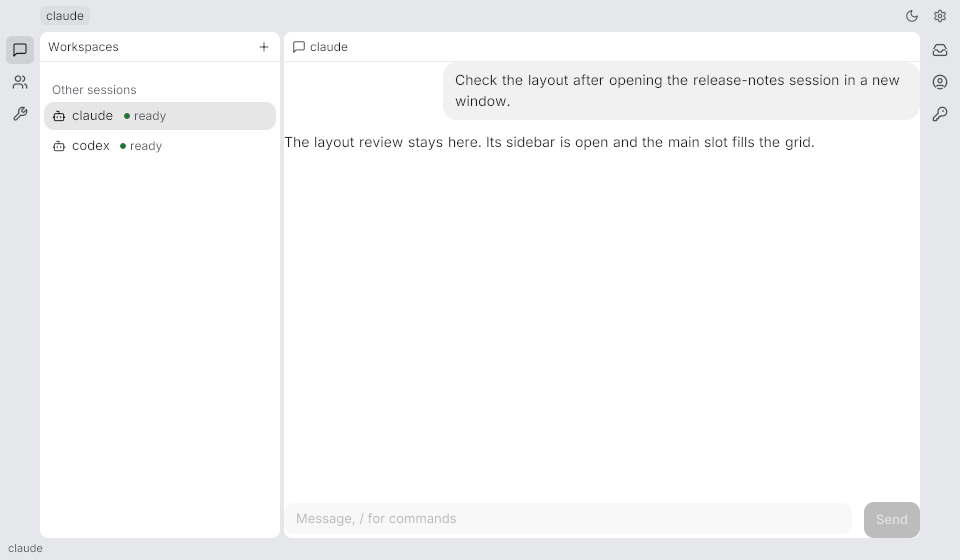 claude
Workspaces
claude
Other sessions
claude ready
codex ready
Check the layout after opening the release-notes session in a new
window.
The layout review stays here. Its sidebar is open and the main slot fills the grid.
Message, / for commands
Send
claude